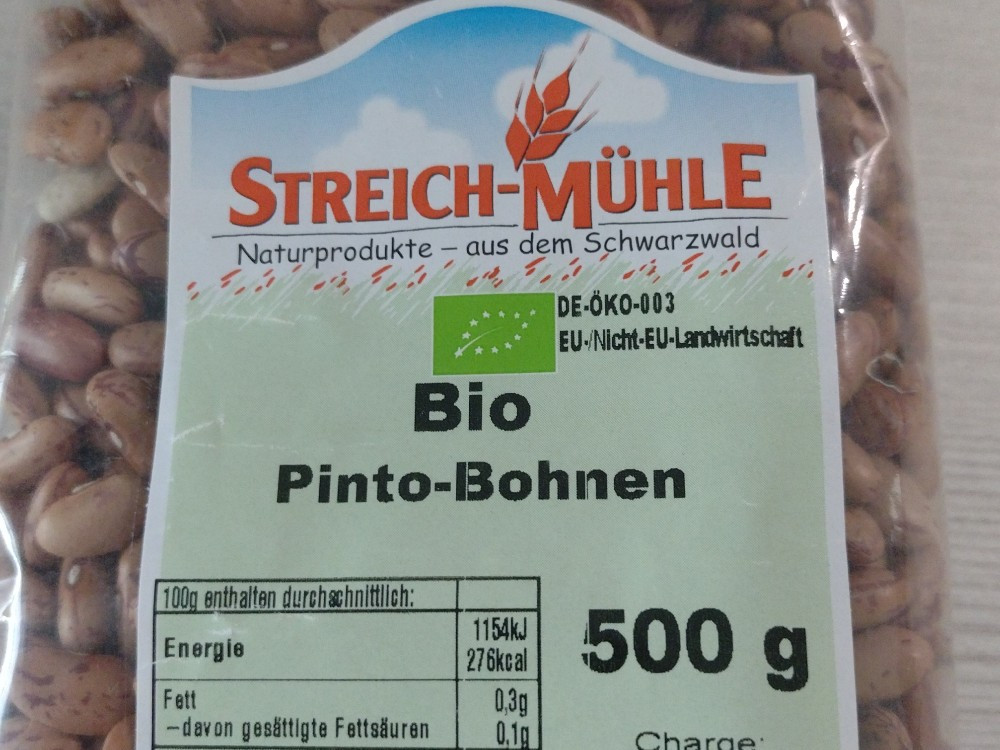 STREICH-MÜHLE
Naturprodukte – aus dem Schwarzwald
DE-ÖKO-003
EU-/Nicht-EU-Landwirtschaft
Bio
Pinto-Bohnen
100g enthalten durchschnittlich:
Energie 1154kJ
276kcal
Fett 0,3g
–davon gesättigte Fettsäuren 0,1g
500 g
Charge: